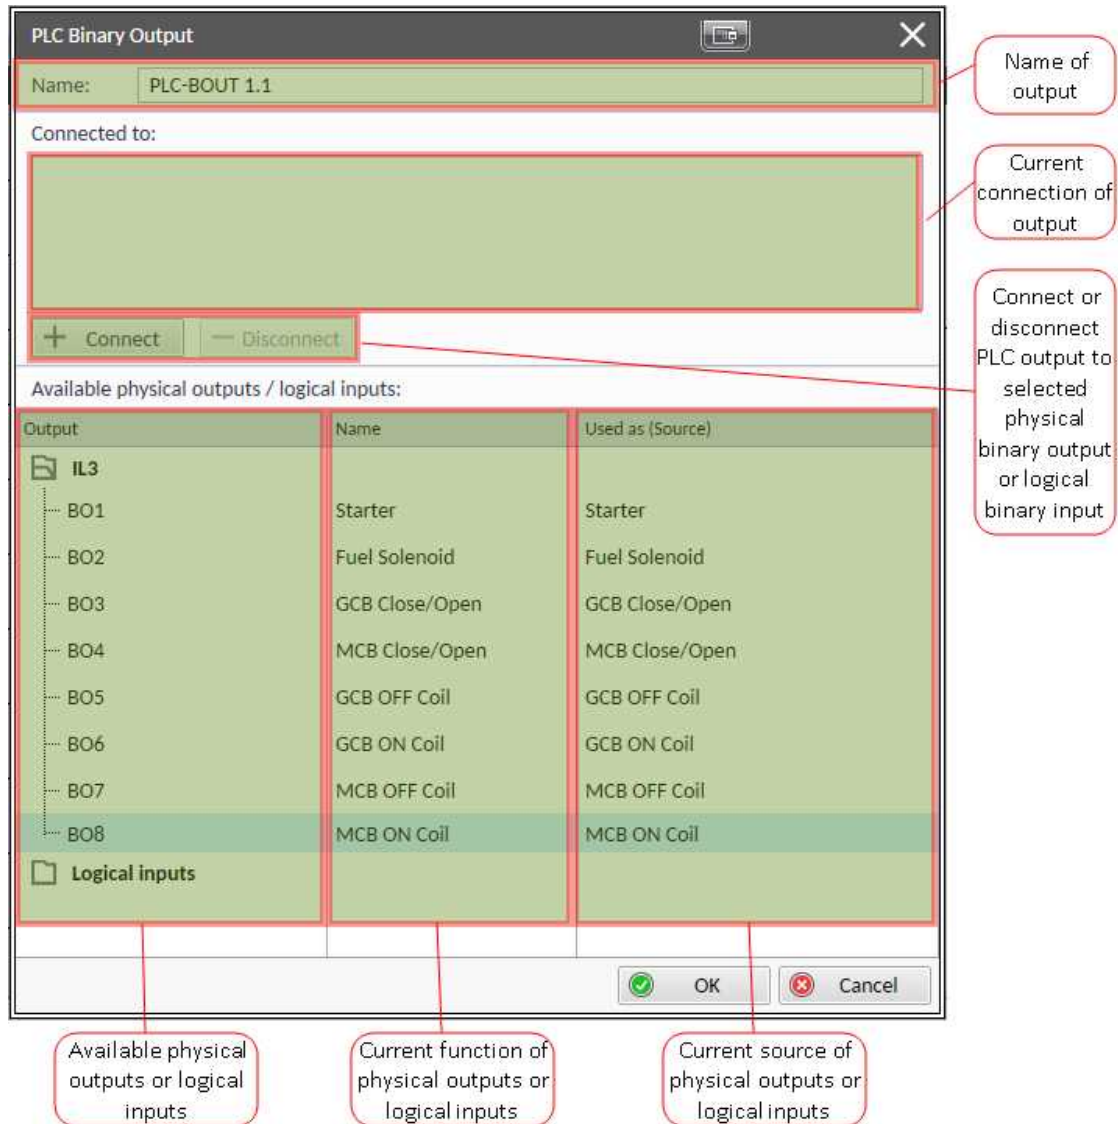 PLC Binary Output
Name: PLC-BOUT 1.1
Connected to:
Connect Disconnect
Available physical outputs / logical inputs:
Output Name Used as (Source)
IL3
BO1 Starter Starter
BO2 Fuel Solenoid Fuel Solenoid
BO3 GCB Close/Open GCB Close/Open
BO4 MCB Close/Open MCB Close/Open
BO5 GCB OFF Coil GCB OFF Coil
BO6 GCB ON Coil GCB ON Coil
BO7 MCB OFF Coil MCB OFF Coil
BO8 MCB ON Coil MCB ON Coil
Logical inputs
OK Cancel
Name of
output
Current
connection of
output
Connect or
disconnect
PLC output to
selected
physical
binary output
or logical
binary input
Available physical
outputs or logical
inputs
Current function of
physical outputs or
logical inputs
Current source of
physical outputs or
logical inputs